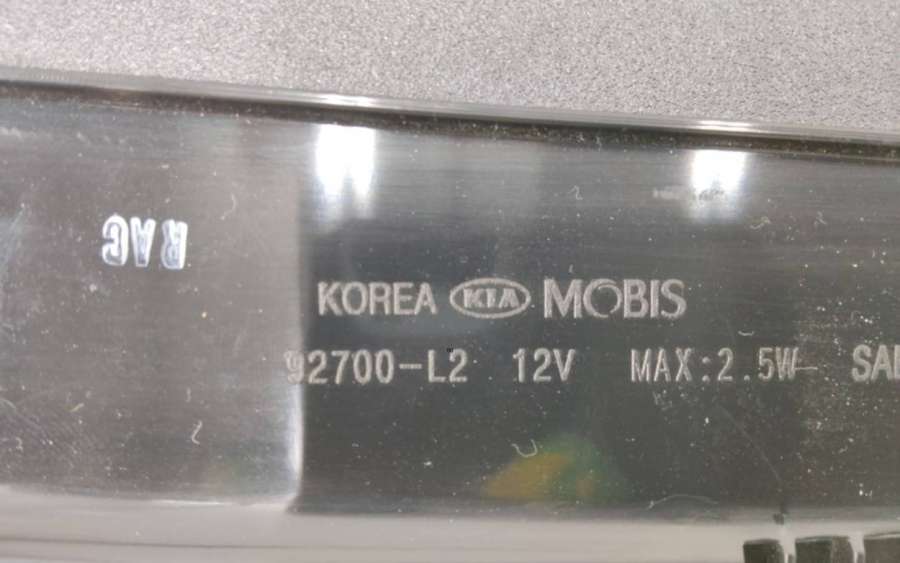 RAG
KOREA KIA MOBIS
92700-L2 12V MAX:2.5W